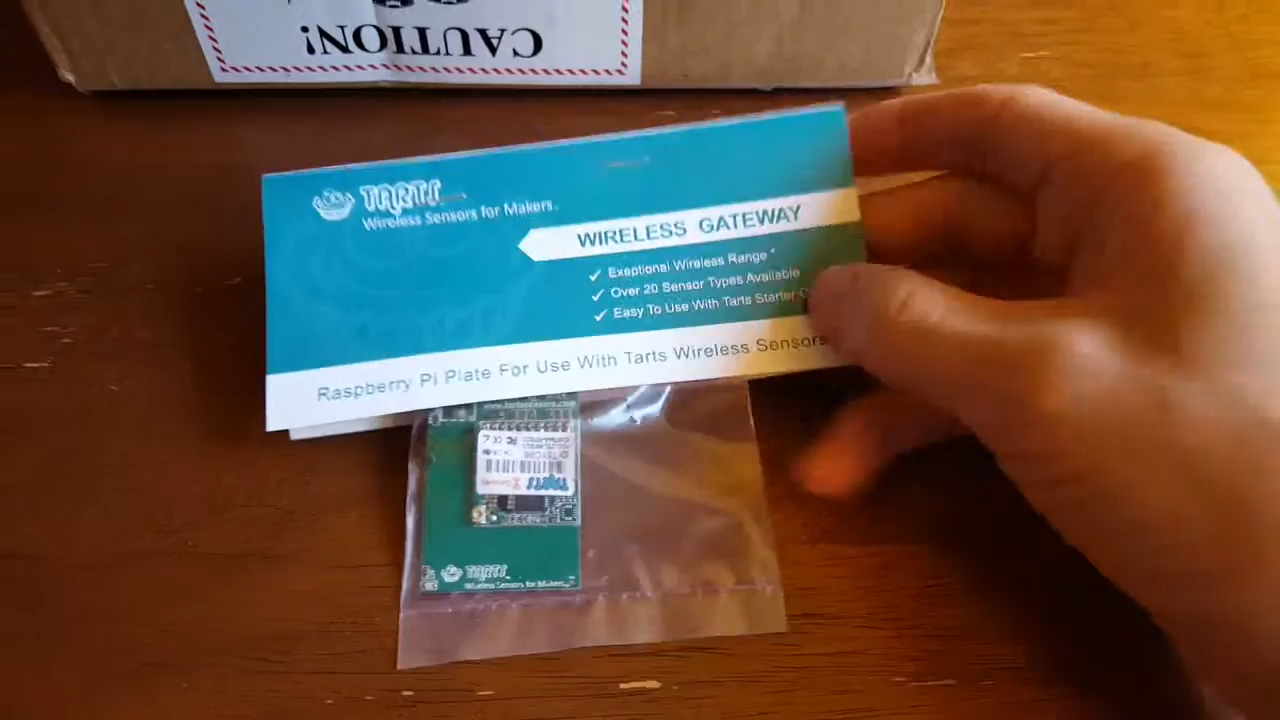 CAUTION!
TARTS
Wireless Sensors for Makers.
WIRELESS GATEWAY
✓ Exeptional Wireless Range *
✓ Over 20 Sensor Types Available
✓ Easy To Use With Tarts Starter
Raspberry Pi Plate For Use With Tarts Wireless Sensors
TARTS
TARTS
Wireless Sensors for Makers.